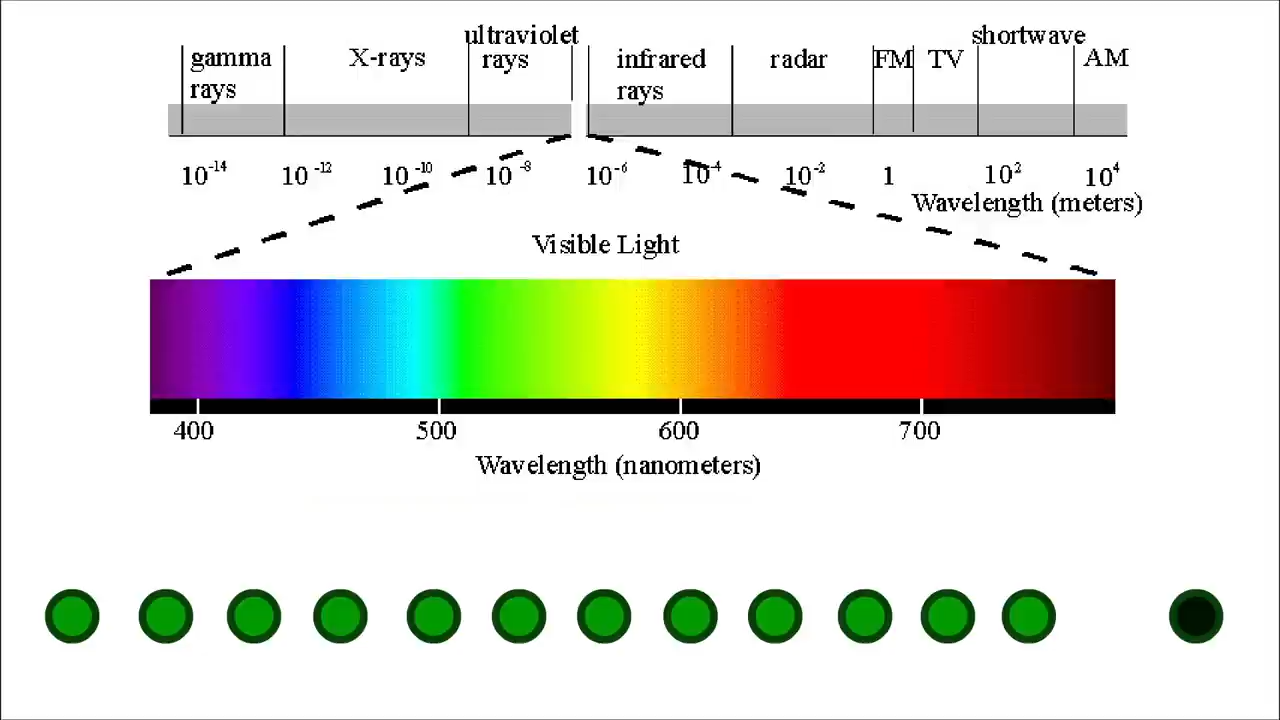 ultraviolet shortwave
gamma X-rays rays infrared radar FM TV AM
rays rays
10⁻¹⁴ 10⁻¹² 10⁻¹⁰ 10⁻⁸ 10⁻⁶ 10⁻⁴ 10⁻² 1 10² 10⁴
Wavelength (meters)
Visible Light
400 500 600 700
Wavelength (nanometers)